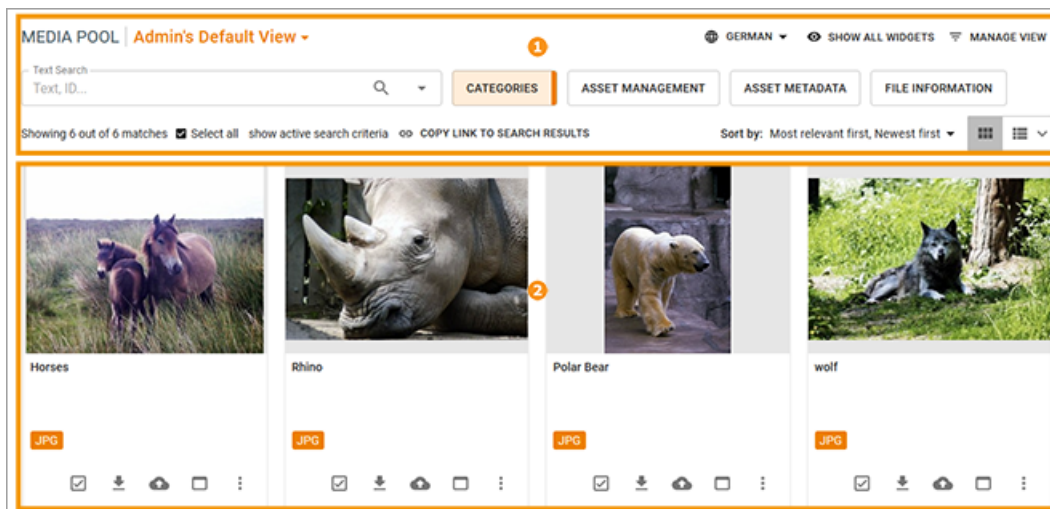 MEDIA POOL Admin's Default View
1
GERMAN SHOW ALL WIDGETS MANAGE VIEW
Text Search
Text, ID...
CATEGORIES ASSET MANAGEMENT ASSET METADATA FILE INFORMATION
Showing 6 out of 6 matches Select all show active search criteria COPY LINK TO SEARCH RESULTS Sort by: Most relevant first, Newest first
2
Horses Rhino Polar Bear wolf
JPG JPG JPG JPG